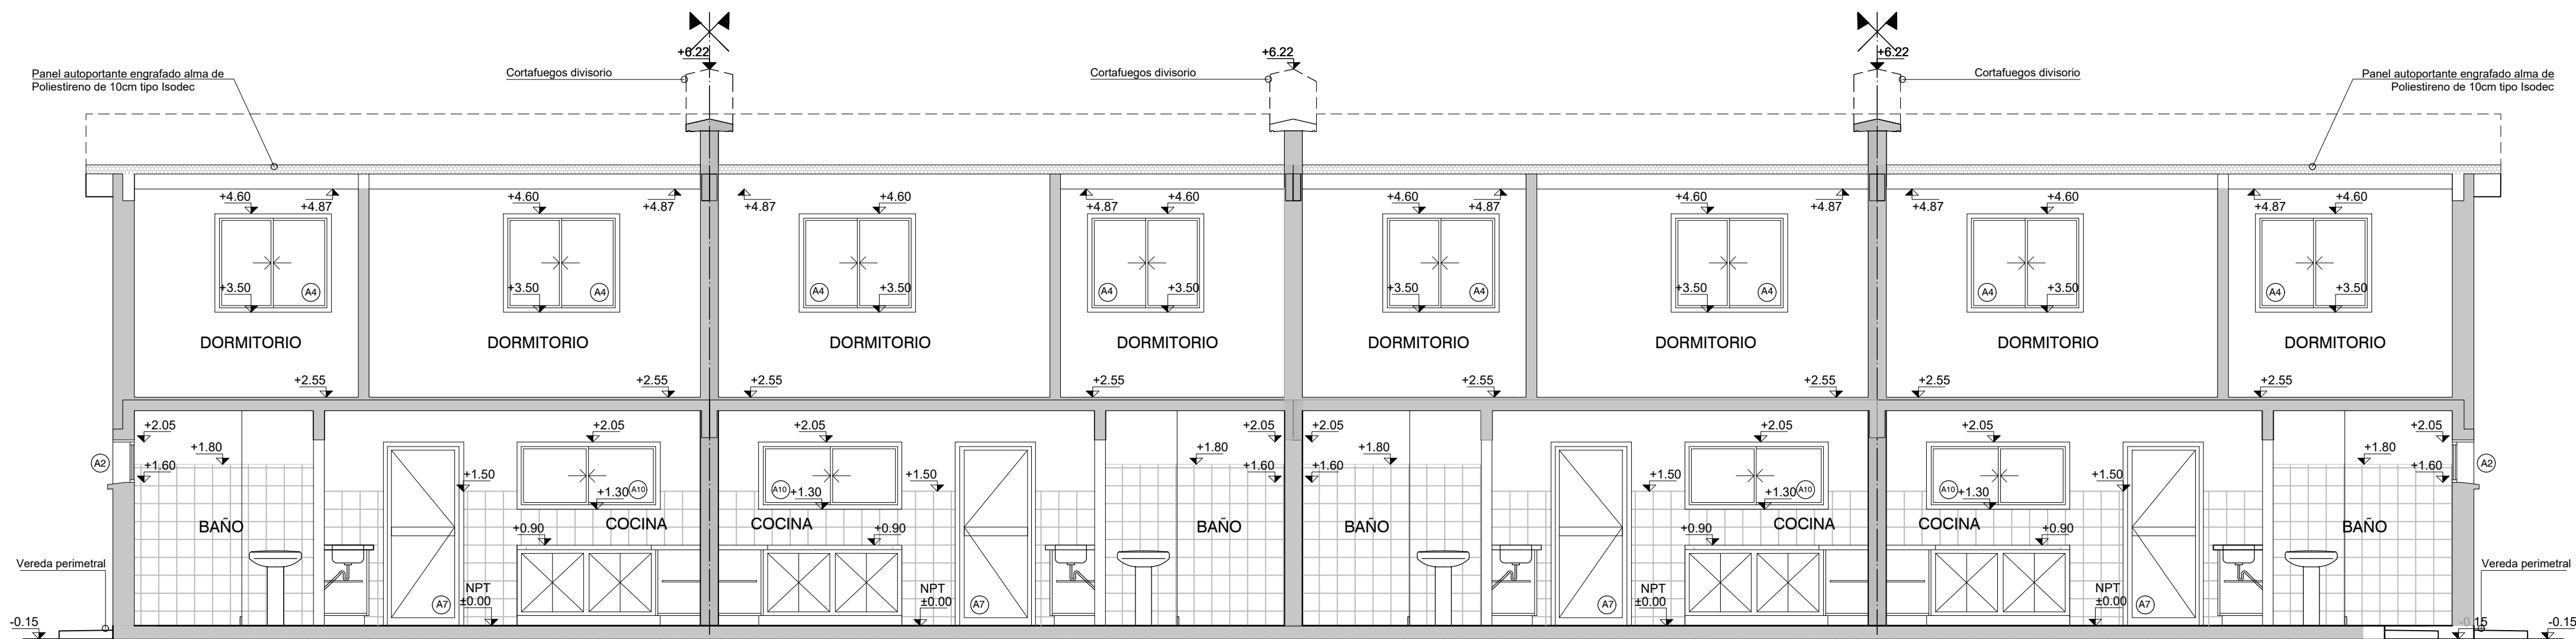 +6.22
+6.22
+6.22
Panel autoportante engrafado alma de
Poliestireno de 10cm tipo Isodec
Cortafuegos divisorio
Cortafuegos divisorio
Cortafuegos divisorio
Panel autoportante engrafado alma de
Poliestireno de 10cm tipo Isodec
+4.60 +4.87 +4.60 +4.87 +4.87 +4.60 +4.87 +4.60 +4.60 +4.87 +4.60 +4.87 +4.87 +4.60 +4.87 +4.60
+3.50 A4 +3.50 A4 A4 +3.50 A4 +3.50 +3.50 A4 +3.50 A4 A4 +3.50 A4 +3.50
DORMITORIO DORMITORIO DORMITORIO DORMITORIO DORMITORIO DORMITORIO DORMITORIO DORMITORIO
+2.55 +2.55 +2.55 +2.55 +2.55 +2.55 +2.55 +2.55
+2.05 +2.05 +2.05 +2.05 +2.05 +2.05 +2.05 +2.05
+1.80 +1.80 +1.80 +1.80
A2 +1.60 +1.60 +1.60 +1.60 A2
+1.50 +1.50 +1.50 +1.50
+1.30 A10 A10 +1.30 +1.30 A10 A10 +1.30
BAÑO COCINA COCINA BAÑO BAÑO COCINA COCINA BAÑO
+0.90 +0.90 +0.90 +0.90
Vereda perimetral
Vereda perimetral
NPT NPT NPT NPT
A7 ±0.00 ±0.00 A7 A7 ±0.00 ±0.00 A7
-0.15 -0.15 -0.15